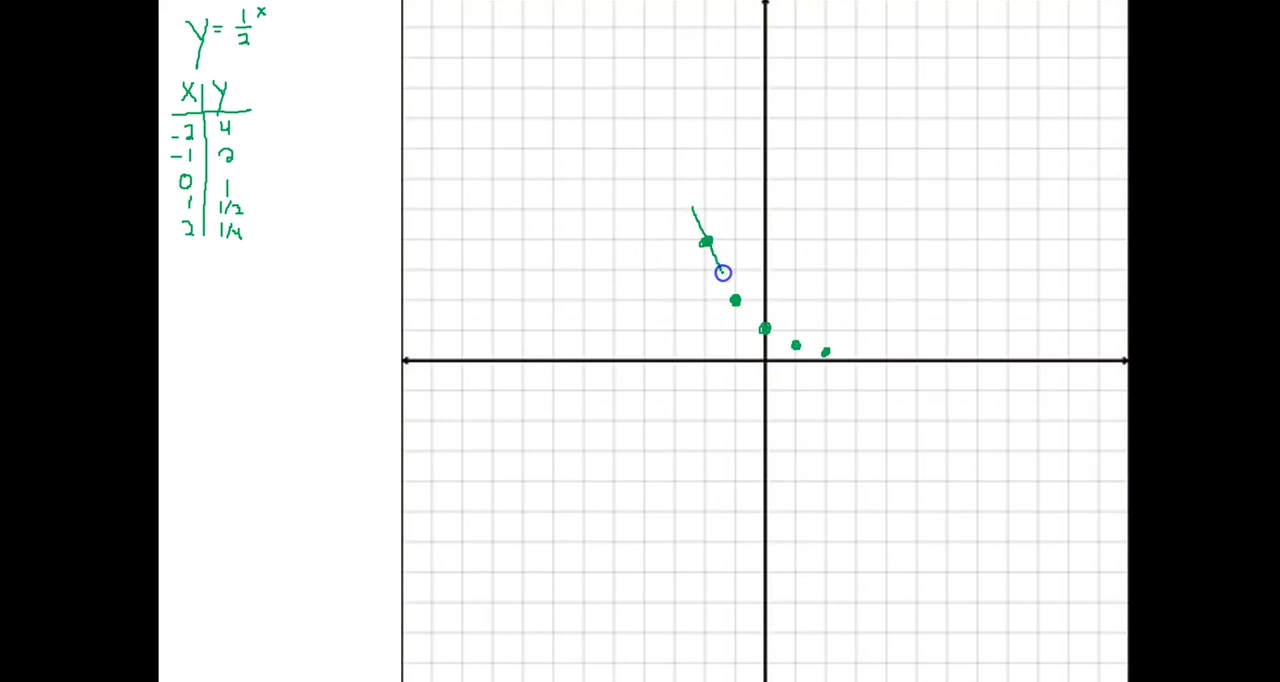 y = 1/2 x
X | Y
-2 | 4
-1 | 2
0 | 1
1 | 1/2
2 | 1/4